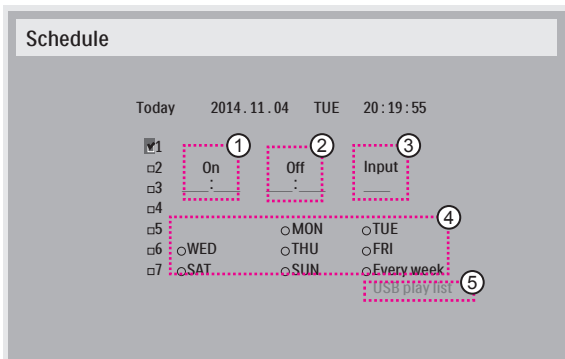 Schedule
Today 2014.11.04 TUE 20:19:55
1 1 2 3
2 On Off Input
3 __:__ __:__ __
4
5 MON TUE 4
6 WED THU FRI
7 SAT SUN Every week
USB play list 5